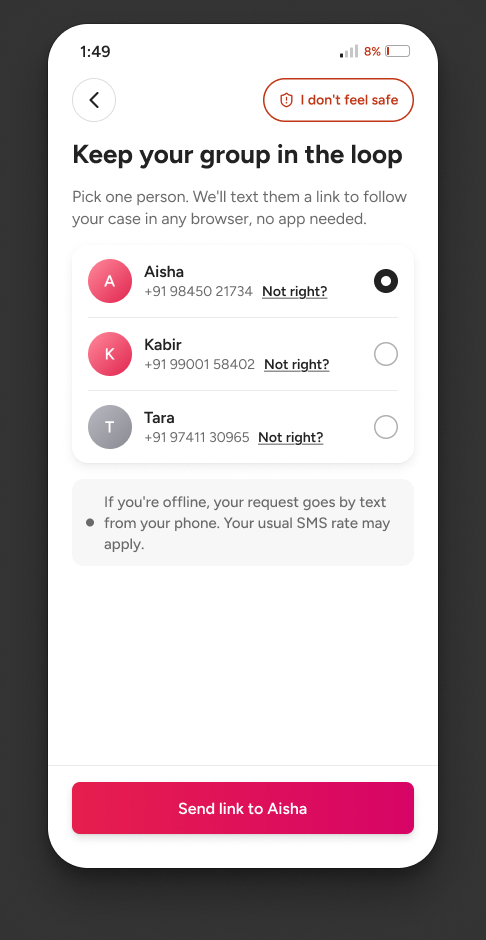 1:49
8%
I don't feel safe
Keep your group in the loop
Pick one person. We'll text them a link to follow
your case in any browser, no app needed.
A
Aisha
+91 98450 21734 Not right?
K
Kabir
+91 99001 58402 Not right?
T
Tara
+91 97411 30965 Not right?
If you're offline, your request goes by text
from your phone. Your usual SMS rate may
apply.
Send link to Aisha